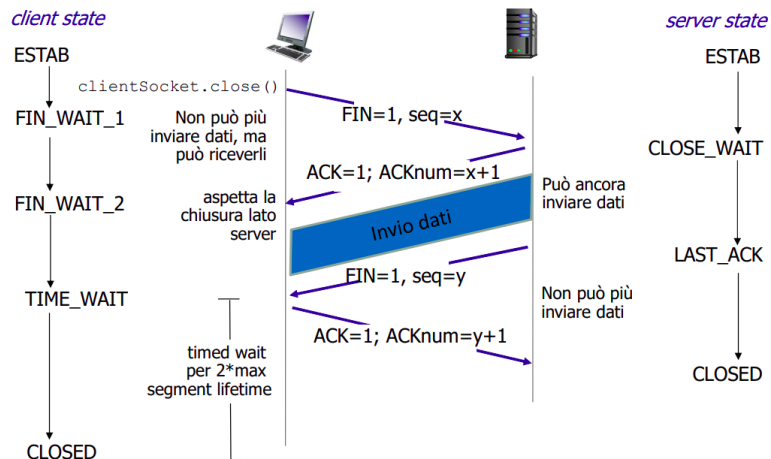 client state
server state
ESTAB
ESTAB
clientSocket.close()
FIN_WAIT_1
Non può più
inviare dati, ma
può riceverli
FIN=1, seq=x
CLOSE_WAIT
ACK=1; ACKnum=x+1
FIN_WAIT_2
aspetta la
chiusura lato
server
Può ancora
inviare dati
Invio dati
LAST_ACK
FIN=1, seq=y
TIME_WAIT
Non può più
inviare dati
ACK=1; ACKnum=y+1
timed wait
per 2*max
segment lifetime
CLOSED
CLOSED